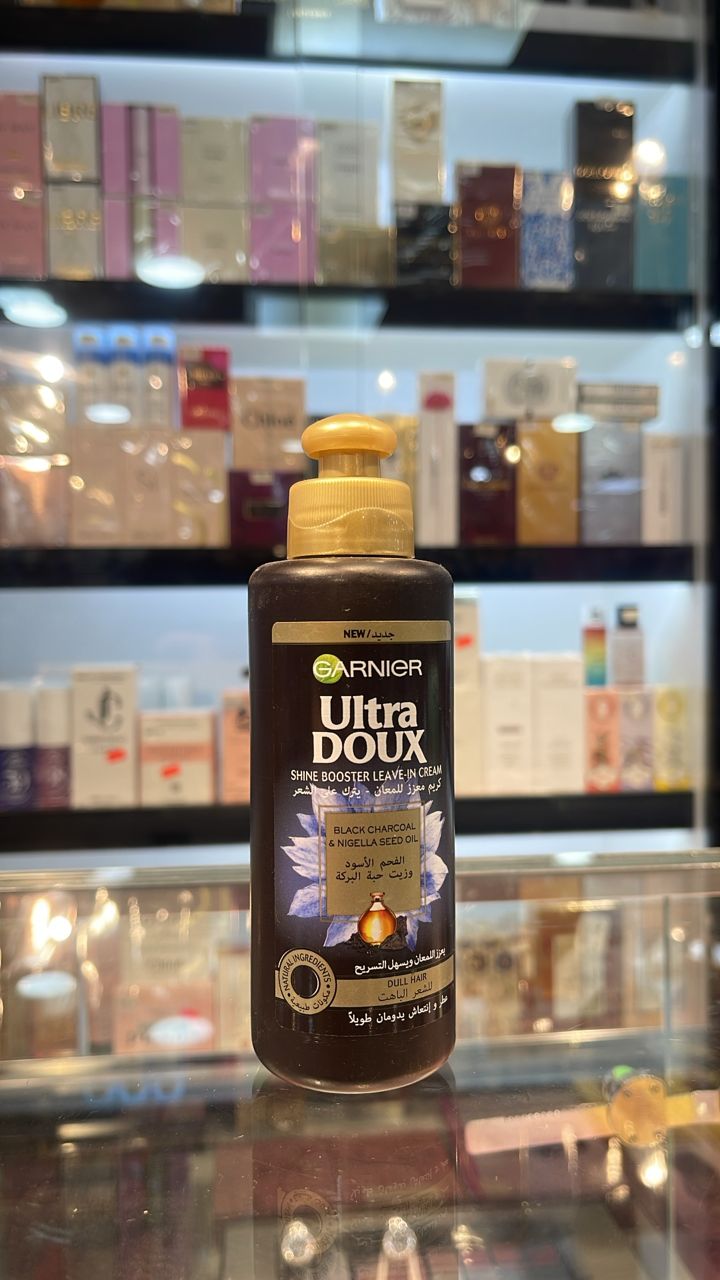 NEW / جديد
GARNIER
Ultra
DOUX
SHINE BOOSTER LEAVE-IN CREAM
كريم معزز للمعان - يترك على الشعر
BLACK CHARCOAL
& NIGELLA SEED OIL
الفحم الأسود
وزيت حبة البركة
يعزز اللمعان ويسهل التسريح
NATURAL INGREDIENTS
مكونات طبيعية
DULL HAIR
للشعر الباهت
و إنتعاش يدومان طويلاً
Chloé